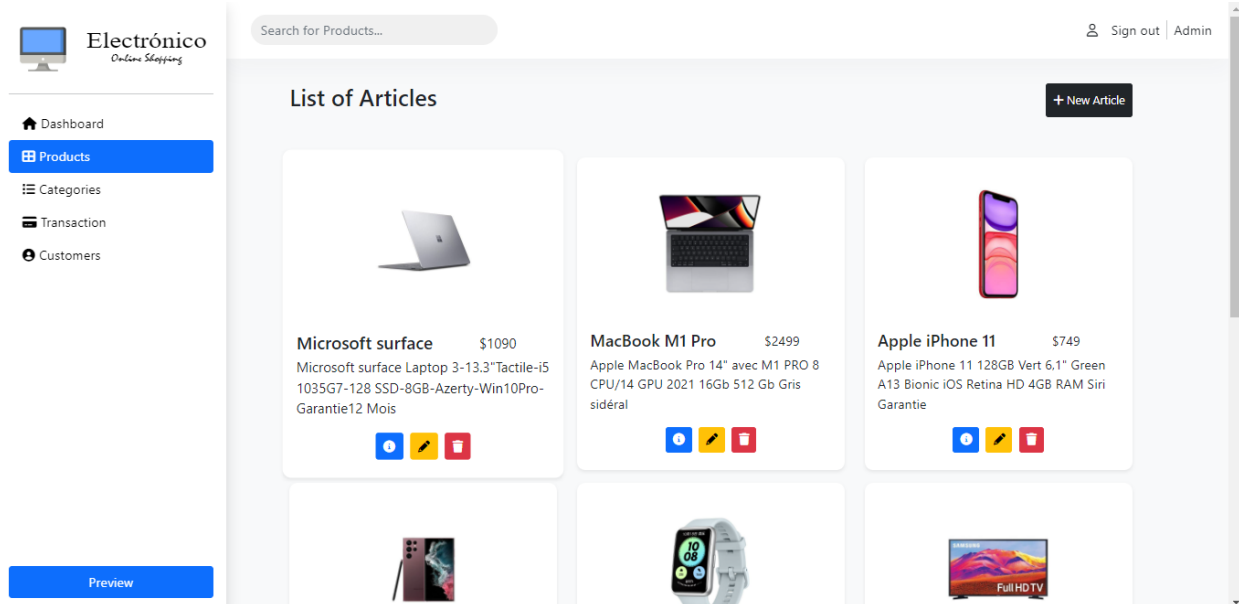 Electrónico
Online Shopping
Search for Products...
Sign out
Admin
Dashboard
Products
Categories
Transaction
Customers
Preview
List of Articles
+ New Article
Microsoft surface $1090
Microsoft surface Laptop 3-13.3"Tactile-i5
1035G7-128 SSD-8GB-Azerty-Win10Pro-
Garantie12 Mois
MacBook M1 Pro $2499
Apple MacBook Pro 14" avec M1 PRO 8
CPU/14 GPU 2021 16Gb 512 Gb Gris
sidéral
Apple iPhone 11 $749
Apple iPhone 11 128GB Vert 6,1" Green
A13 Bionic iOS Retina HD 4GB RAM Siri
Garantie
10
08
SAMSUNG
Full HD TV